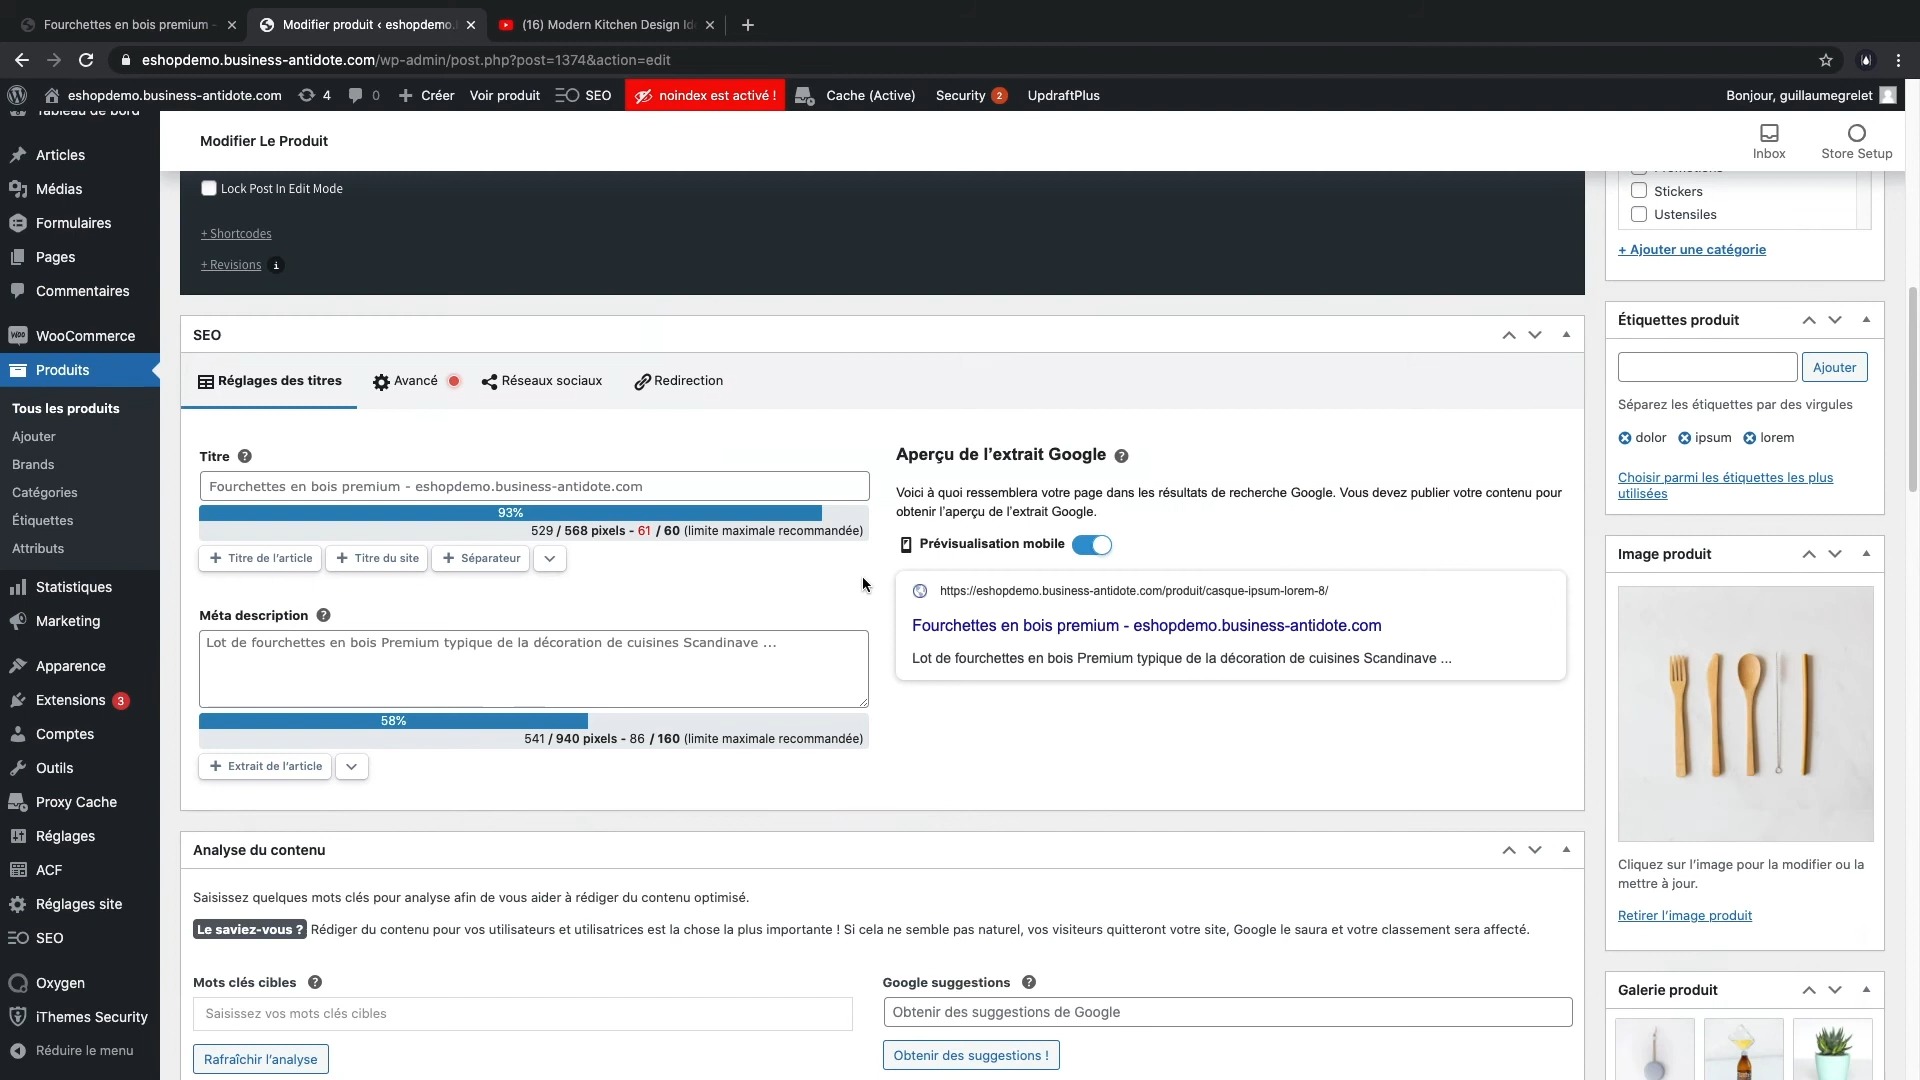 Fourchettes en bois premium -
Modifier produit ‹ eshopdemo.
(16) Modern Kitchen Design Id
eshopdemo.business-antidote.com/wp-admin/post.php?post=1374&action=edit
eshopdemo.business-antidote.com
4
0
Créer
Voir produit
SEO
noindex est activé !
Cache (Active)
Security 2
UpdraftPlus
Bonjour, guillaumegrelet
Tableau de bord
Articles
Médias
Formulaires
Pages
Commentaires
WooCommerce
Produits
Tous les produits
Ajouter
Brands
Catégories
Étiquettes
Attributs
Statistiques
Marketing
Apparence
Extensions 3
Comptes
Outils
Proxy Cache
Réglages
ACF
Réglages site
SEO
Oxygen
iThemes Security
Réduire le menu
Modifier Le Produit
Inbox
Store Setup
Lock Post In Edit Mode
+ Shortcodes
+ Revisions i
SEO
Réglages des titres
Avancé
Réseaux sociaux
Redirection
Titre ?
Fourchettes en bois premium - eshopdemo.business-antidote.com
93%
529 / 568 pixels - 61 / 60 (limite maximale recommandée)
+ Titre de l'article
+ Titre du site
+ Séparateur
Méta description ?
Lot de fourchettes en bois Premium typique de la décoration de cuisines Scandinave ...
58%
541 / 940 pixels - 86 / 160 (limite maximale recommandée)
+ Extrait de l'article
Aperçu de l'extrait Google ?
Voici à quoi ressemblera votre page dans les résultats de recherche Google. Vous devez publier votre contenu pour
obtenir l'aperçu de l'extrait Google.
Prévisualisation mobile
https://eshopdemo.business-antidote.com/produit/casque-ipsum-lorem-8/
Fourchettes en bois premium - eshopdemo.business-antidote.com
Lot de fourchettes en bois Premium typique de la décoration de cuisines Scandinave ...
Analyse du contenu
Saisissez quelques mots clés pour analyse afin de vous aider à rédiger du contenu optimisé.
Le saviez-vous ? Rédiger du contenu pour vos utilisateurs et utilisatrices est la chose la plus importante ! Si cela ne semble pas naturel, vos visiteurs quitteront votre site, Google le saura et votre classement sera affecté.
Mots clés cibles ?
Saisissez vos mots clés cibles
Rafraîchir l'analyse
Google suggestions ?
Obtenir des suggestions de Google
Obtenir des suggestions !
Promotions
Stickers
Ustensiles
+ Ajouter une catégorie
Étiquettes produit
Ajouter
Séparez les étiquettes par des virgules
dolor
ipsum
lorem
Choisir parmi les étiquettes les plus
utilisées
Image produit
Cliquez sur l'image pour la modifier ou la
mettre à jour.
Retirer l'image produit
Galerie produit